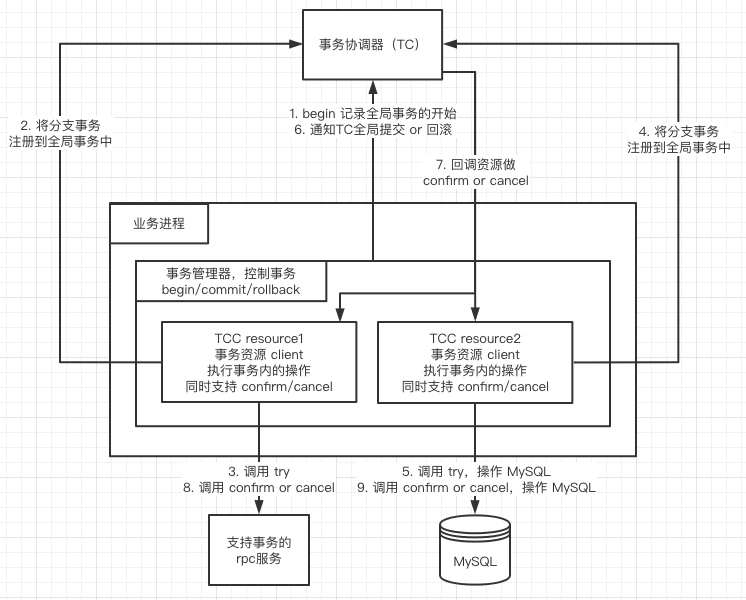 事务协调器（TC）
1. begin 记录全局事务的开始
6. 通知TC全局提交 or 回滚
2. 将分支事务
注册到全局事务中
4. 将分支事务
注册到全局事务中
7. 回调资源做
confirm or cancel
业务进程
事务管理器，控制事务
begin/commit/rollback
TCC resource1
事务资源 client
执行事务内的操作
同时支持 confirm/cancel
TCC resource2
事务资源 client
执行事务内的操作
同时支持 confirm/cancel
3. 调用 try
8. 调用 confirm or cancel
5. 调用 try，操作 MySQL
9. 调用 confirm or cancel，操作 MySQL
支持事务的
rpc服务
MySQL